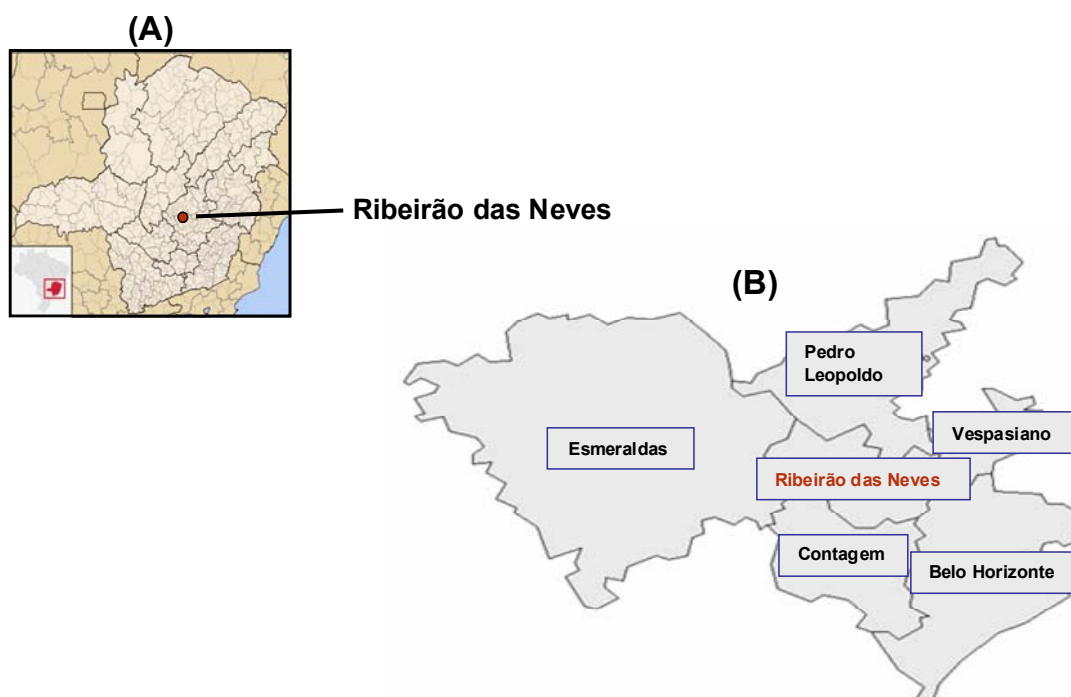 (A)
Ribeirão das Neves
(B)
Pedro
Leopoldo
Vespasiano
Esmeraldas
Ribeirão das Neves
Contagem
Belo Horizonte